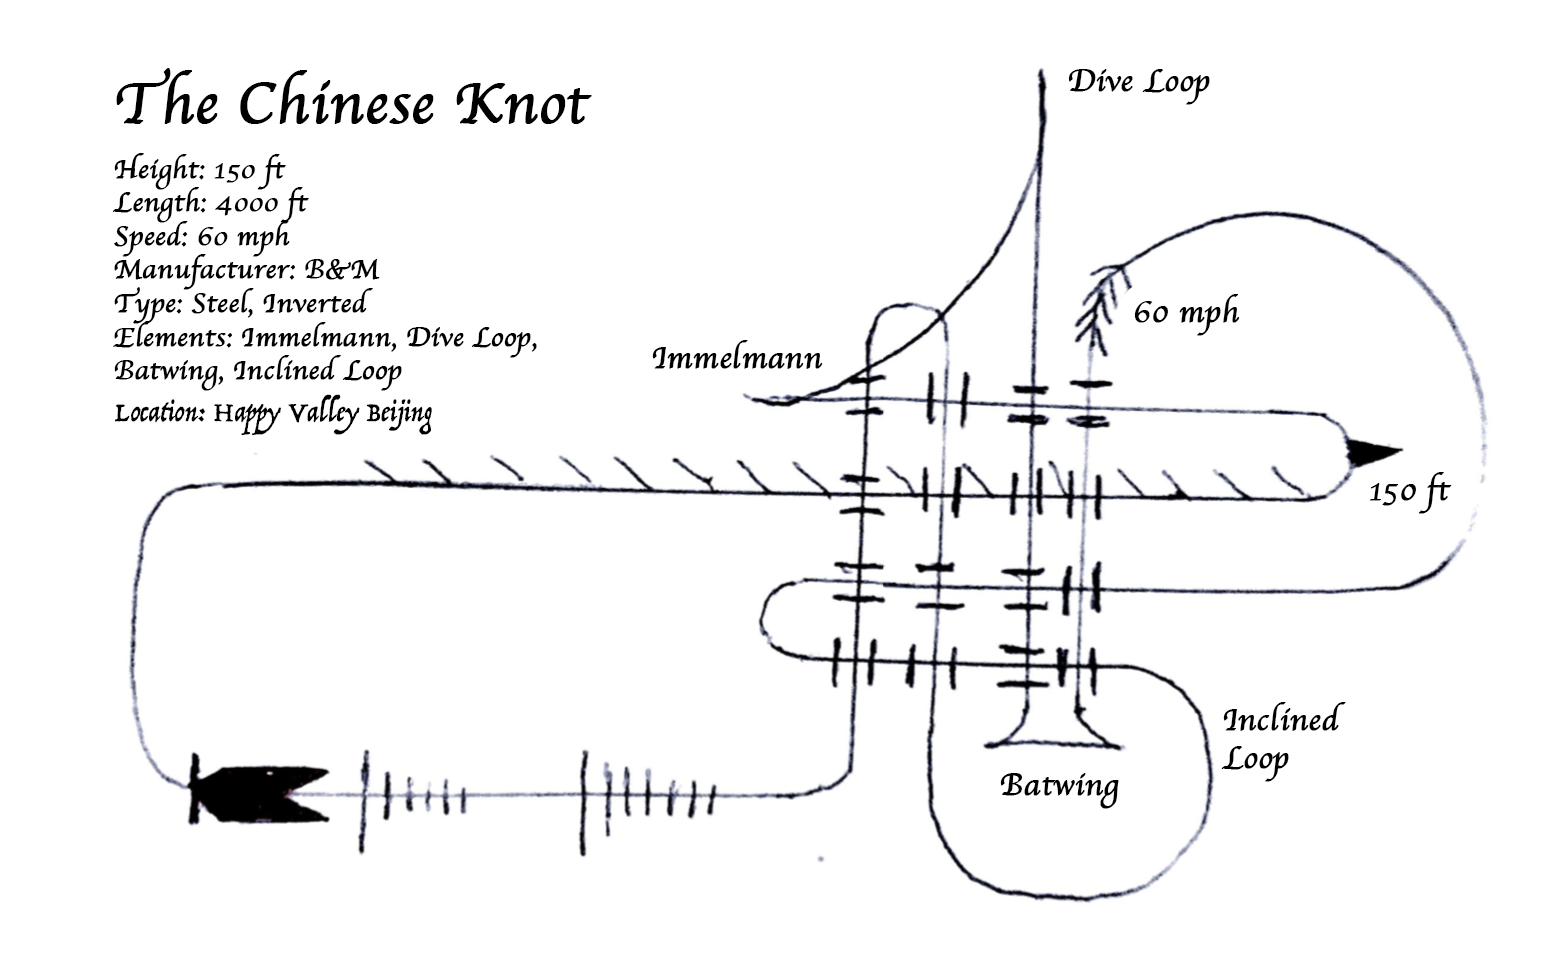 The Chinese Knot
Height: 150 ft
Length: 4000 ft
Speed: 60 mph
Manufacturer: B&M
Type: Steel, Inverted
Elements: Immelmann, Dive Loop,
Batwing, Inclined Loop
Location: Happy Valley Beijing
Dive Loop
60 mph
Immelmann
150 ft
Inclined
Loop
Batwing